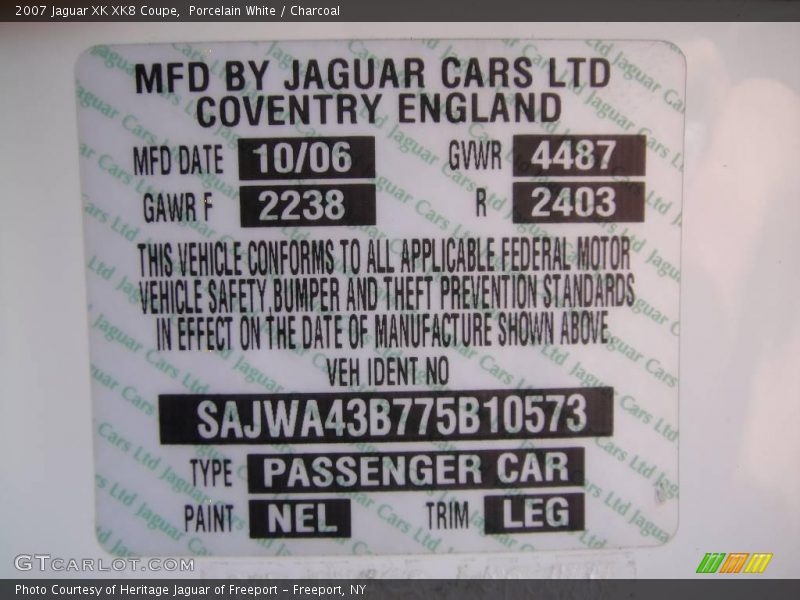 2007 Jaguar XK XK8 Coupe,  Porcelain White / Charcoal
MFD BY JAGUAR CARS LTD
COVENTRY ENGLAND
MFD DATE 10/06 GVWR 4487
GAWR F 2238 R 2403
THIS VEHICLE CONFORMS TO ALL APPLICABLE FEDERAL MOTOR
VEHICLE SAFETY, BUMPER AND THEFT PREVENTION STANDARDS
IN EFFECT ON THE DATE OF MANUFACTURE SHOWN ABOVE
VEH IDENT NO
SAJWA43B775B10573
TYPE PASSENGER CAR
PAINT NEL TRIM LEG
GTCARLOT.COM
Photo Courtesy of Heritage Jaguar of Freeport – Freeport, NY